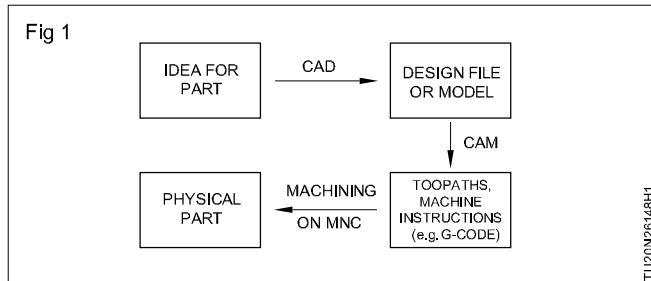 Fig 1
IDEA FOR
PART
CAD
DESIGN FILE
OR MODEL
CAM
PHYSICAL
PART
MACHINING
ON MNC
TOOPATHS,
MACHINE
INSTRUCTIONS
(e.g. G-CODE)
TU20N26148H1